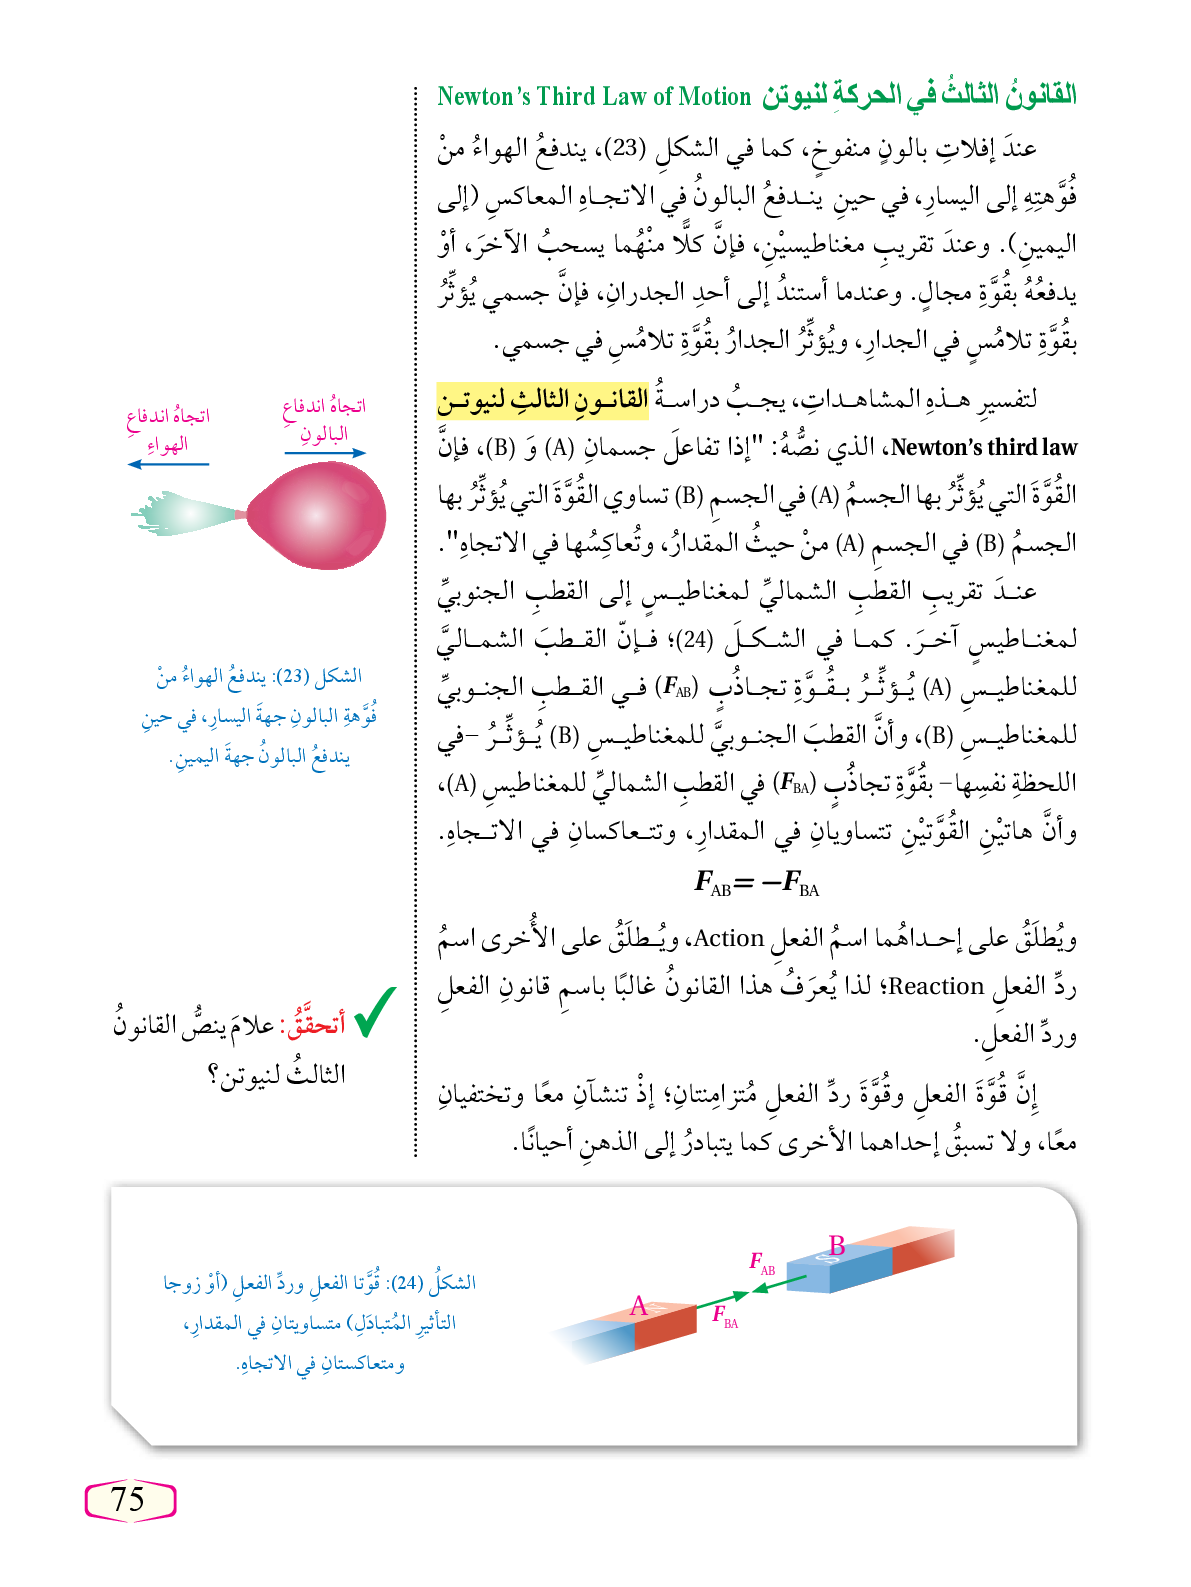 القانونُ الثالثُ في الحركةِ لنيوتن Newton's Third Law of Motion
عندَ إفلاتِ بالونٍ منفوخٍ، كما في الشكلِ (23)، يندفعُ الهواءُ منْ
فُوَّهتِهِ إلى اليسارِ، في حينِ يندفعُ البالونُ في الاتجاهِ المعاكسِ (إلى
اليمينِ). وعندَ تقريبِ مغناطيسيْنِ، فإنَّ كلًّا منْهُما يسحبُ الآخرَ، أوْ
يدفعُهُ بقُوَّةِ مجالٍ. وعندما أستندُ إلى أحدِ الجدرانِ، فإنَّ جسمي يُؤثِّرُ
بقُوَّةِ تلامُسٍ في الجدارِ، ويُؤثِّرُ الجدارُ بقُوَّةِ تلامُسِ في جسمي.
لتفسيرِ هذهِ المشاهداتِ، يجبُ دراسةُ القانونِ الثالثِ لنيوتن
Newton's third law، الذي نصُّهُ: "إذا تفاعلَ جسمانِ (A) وَ (B)، فإنَّ
القُوَّةَ التي يُؤثِّرُ بها الجسمُ (A) في الجسمِ (B) تساوي القُوَّةَ التي يُؤثِّرُ بها
الجسمُ (B) في الجسمِ (A) منْ حيثُ المقدارُ، وتُعاكِسُها في الاتجاهِ".
عندَ تقريبِ القطبِ الشماليِّ لمغناطيسٍ إلى القطبِ الجنوبيِّ
لمغناطيسٍ آخرَ. كما في الشكلَ (24)؛ فإنّ القطبَ الشماليَّ
للمغناطيسِ (A) يُؤثِّرُ بقُوَّةِ تجاذُبٍ (F_AB) في القطبِ الجنوبيِّ
للمغناطيسِ (B)، وأنَّ القطبَ الجنوبيَّ للمغناطيسِ (B) يُؤثِّرُ –في
اللحظةِ نفسِها– بقُوَّةِ تجاذُبٍ (F_BA) في القطبِ الشماليِّ للمغناطيسِ (A)،
وأنَّ هاتيْنِ القُوَّتيْنِ تتساويانِ في المقدارِ، وتتعاكسانِ في الاتجاهِ.
F_AB = –F_BA
ويُطلَقُ على إحداهُما اسمُ الفعلِ Action، ويُطلَقُ على الأُخرى اسمُ
ردِّ الفعلِ Reaction؛ لذا يُعرَفُ هذا القانونُ غالبًا باسمِ قانونِ الفعلِ
وردِّ الفعلِ.
إنَّ قُوَّةَ الفعلِ وقُوَّةَ ردِّ الفعلِ مُتزامِنتانِ؛ إذْ تنشآنِ معًا وتختفيانِ
معًا، ولا تسبقُ إحداهما الأخرى كما يتبادرُ إلى الذهنِ أحيانًا.
اتجاهُ اندفاعِ
البالونِ
اتجاهُ اندفاعِ
الهواءِ
الشكل (23): يندفعُ الهواءُ منْ
فُوَّهةِ البالونِ جهةَ اليسارِ، في حينِ
يندفعُ البالونُ جهةَ اليمينِ.
أتحقَّقُ: علامَ ينصُّ القانونُ
الثالثُ لنيوتن؟
B
S
F_AB
A
N
F_BA
الشكلُ (24): قُوَّتا الفعلِ وردِّ الفعلِ (أوْ زوجا
التأثيرِ المُتبادَلِ) متساويتانِ في المقدارِ،
ومتعاكستانِ في الاتجاهِ.
75